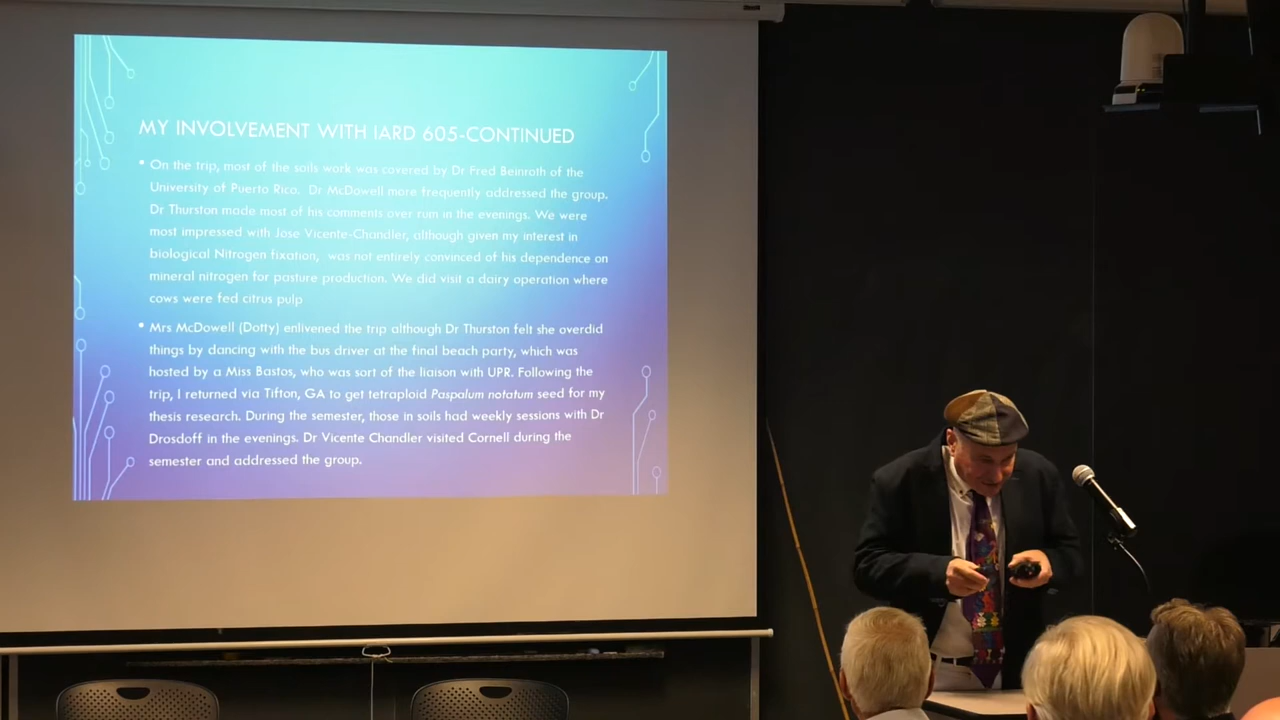 MY INVOLVEMENT WITH IARD 605-CONTINUED
• On the trip, most of the soils work was covered by Dr Fred Beinroth of the
University of Puerto Rico. Dr McDowell more frequently addressed the group.
Dr Thurston made most of his comments over rum in the evenings. We were
most impressed with Jose Vicente-Chandler, although given my interest in
biological Nitrogen fixation, was not entirely convinced of his dependence on
mineral nitrogen for pasture production. We did visit a dairy operation where
cows were fed citrus pulp
• Mrs McDowell (Dotty) enlivened the trip although Dr Thurston felt she overdid
things by dancing with the bus driver at the final beach party, which was
hosted by a Miss Bastos, who was sort of the liaison with UPR. Following the
trip, I returned via Tifton, GA to get tetraploid Paspalum notatum seed for my
thesis research. During the semester, those in soils had weekly sessions with Dr
Drosdoff in the evenings. Dr Vicente Chandler visited Cornell during the
semester and addressed the group.